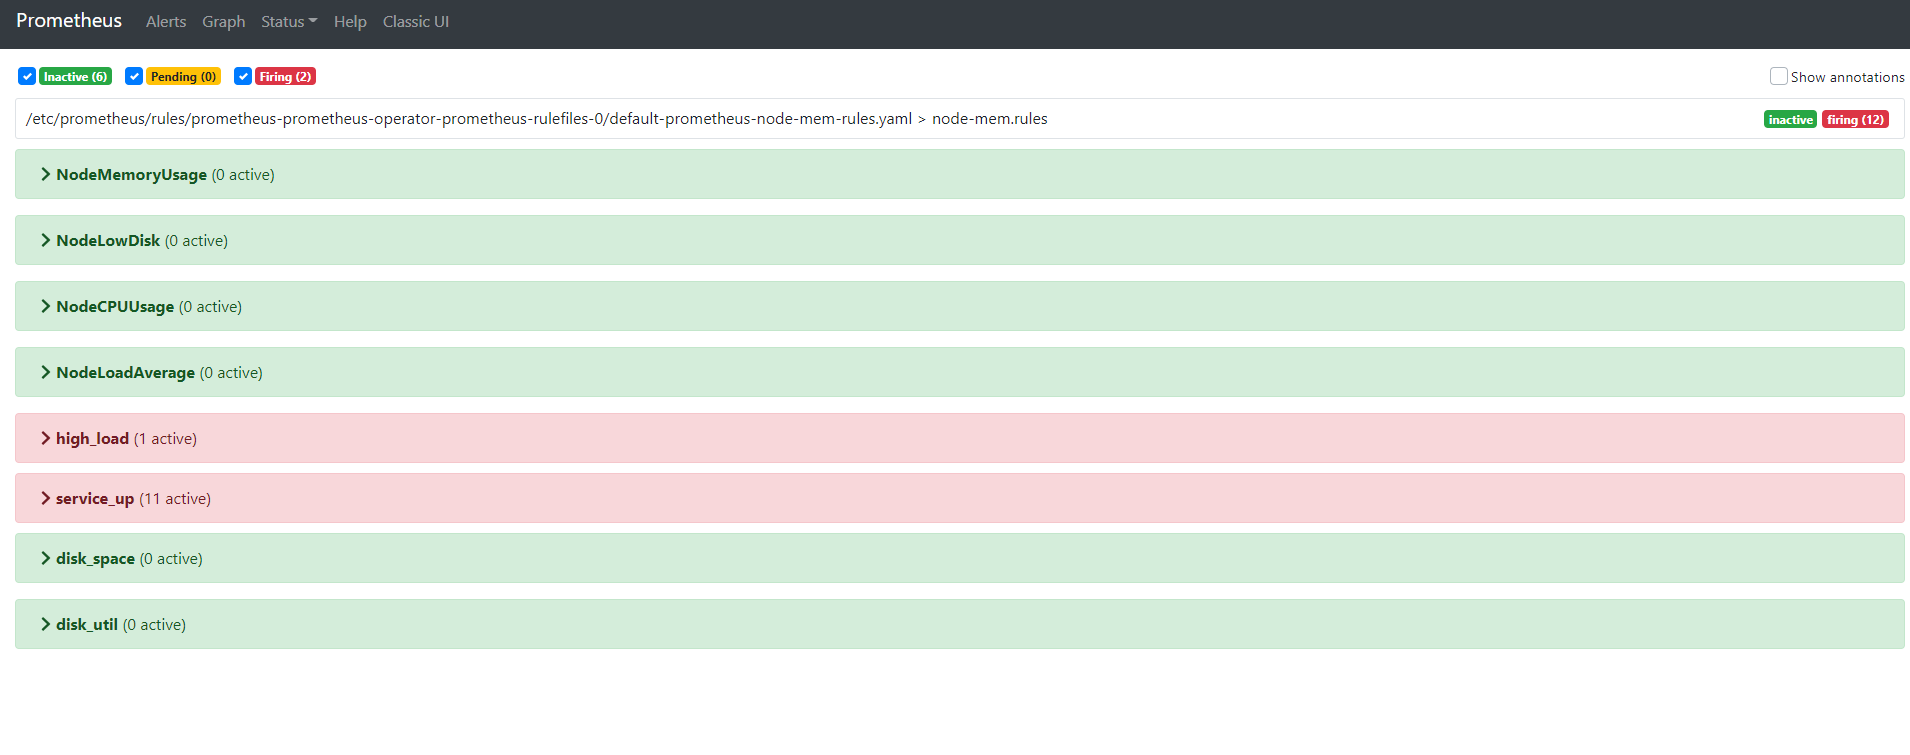 Prometheus Alerts Graph Status Help Classic UI
Inactive (6) Pending (0) Firing (2) Show annotations
/etc/prometheus/rules/prometheus-prometheus-operator-prometheus-rulefiles-0/default-prometheus-node-mem-rules.yaml > node-mem.rules inactive firing (12)
NodeMemoryUsage (0 active)
NodeLowDisk (0 active)
NodeCPUUsage (0 active)
NodeLoadAverage (0 active)
high_load (1 active)
service_up (11 active)
disk_space (0 active)
disk_util (0 active)